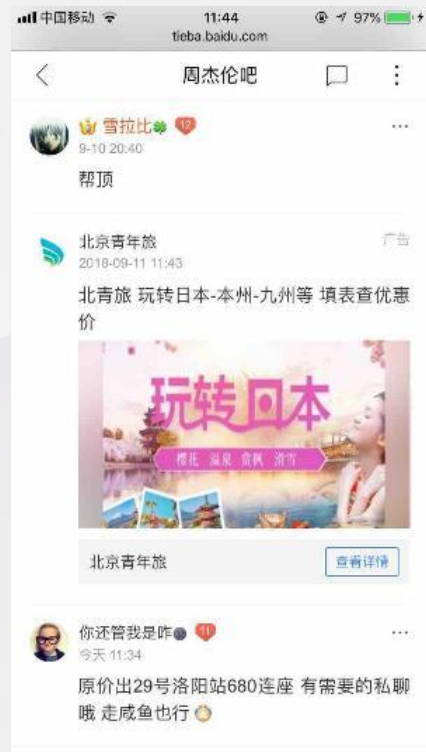 中国移动 11:44 97%
tieba.baidu.com
周杰伦吧
雪拉比 12
9-10 20:40
帮顶
北京青年旅 广告
2018-09-11 11:43
北青旅 玩转日本-本州-九州等 填表查优惠
价
玩转日本
樱花 温泉 赏枫 滑雪
北京青年旅 查看详情
你还管我是咋 11
今天 11:34
原价出29号洛阳站680连座 有需要的私聊
哦 走咸鱼也行